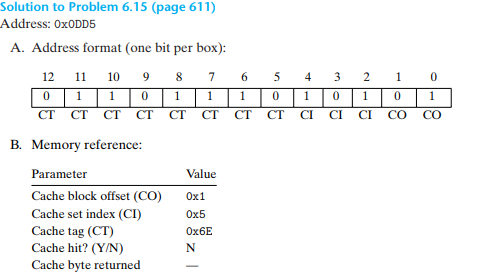 Solution to Problem 6.15 (page 611)
Address: 0x0DD5
A. Address format (one bit per box):
12 11 10 9 8 7 6 5 4 3 2 1 0
0 1 1 0 1 1 1 0 1 0 1 0 1
CT CT CT CT CT CT CT CT CI CI CI CO CO
B. Memory reference:
Parameter Value
Cache block offset (CO) 0x1
Cache set index (CI) 0x5
Cache tag (CT) 0x6E
Cache hit? (Y/N) N
Cache byte returned —